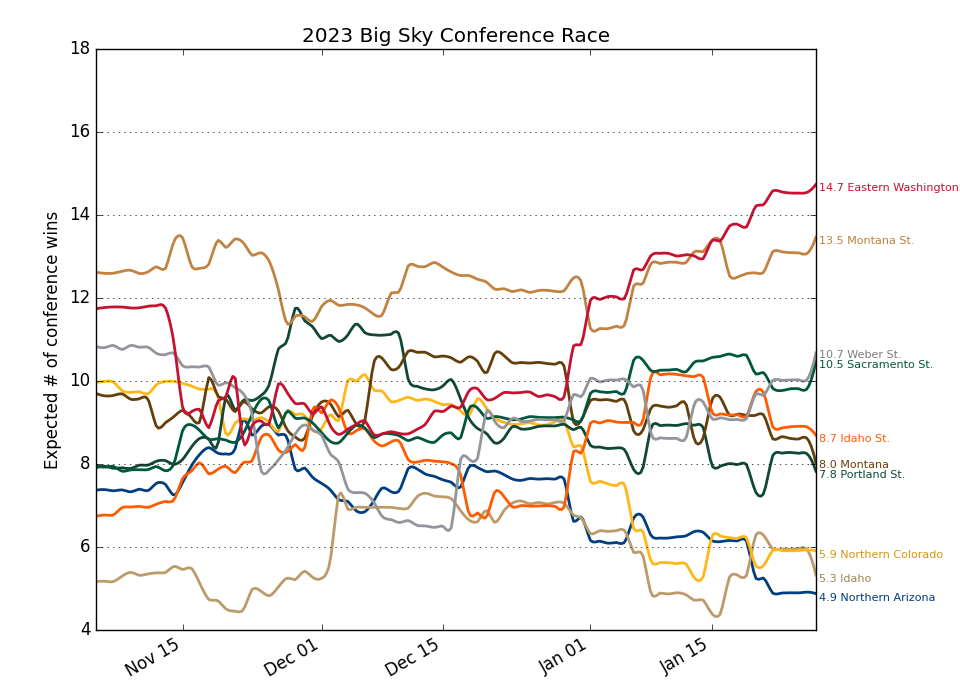 2023 Big Sky Conference Race
Expected # of conference wins
18
16
14
12
10
8
6
4
Nov 15
Dec 01
Dec 15
Jan 01
Jan 15
14.7 Eastern Washington
13.5 Montana St.
10.7 Weber St.
10.5 Sacramento St.
8.7 Idaho St.
8.0 Montana
7.8 Portland St.
5.9 Northern Colorado
5.3 Idaho
4.9 Northern Arizona